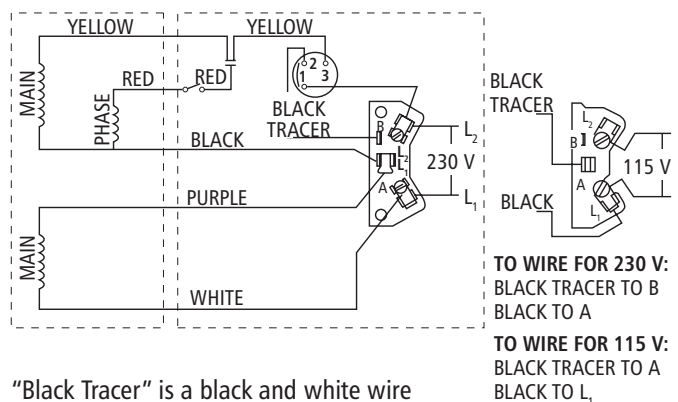 YELLOW
YELLOW
MAIN
RED
RED
PHASE
2
1 3
BLACK
TRACER
B
L2
230 V
L2
L1
A
L1
BLACK
PURPLE
MAIN
WHITE
BLACK
TRACER
L2
B
115 V
A
BLACK
L1
TO WIRE FOR 230 V:
BLACK TRACER TO B
BLACK TO A
TO WIRE FOR 115 V:
BLACK TRACER TO A
BLACK TO L1
“Black Tracer” is a black and white wire